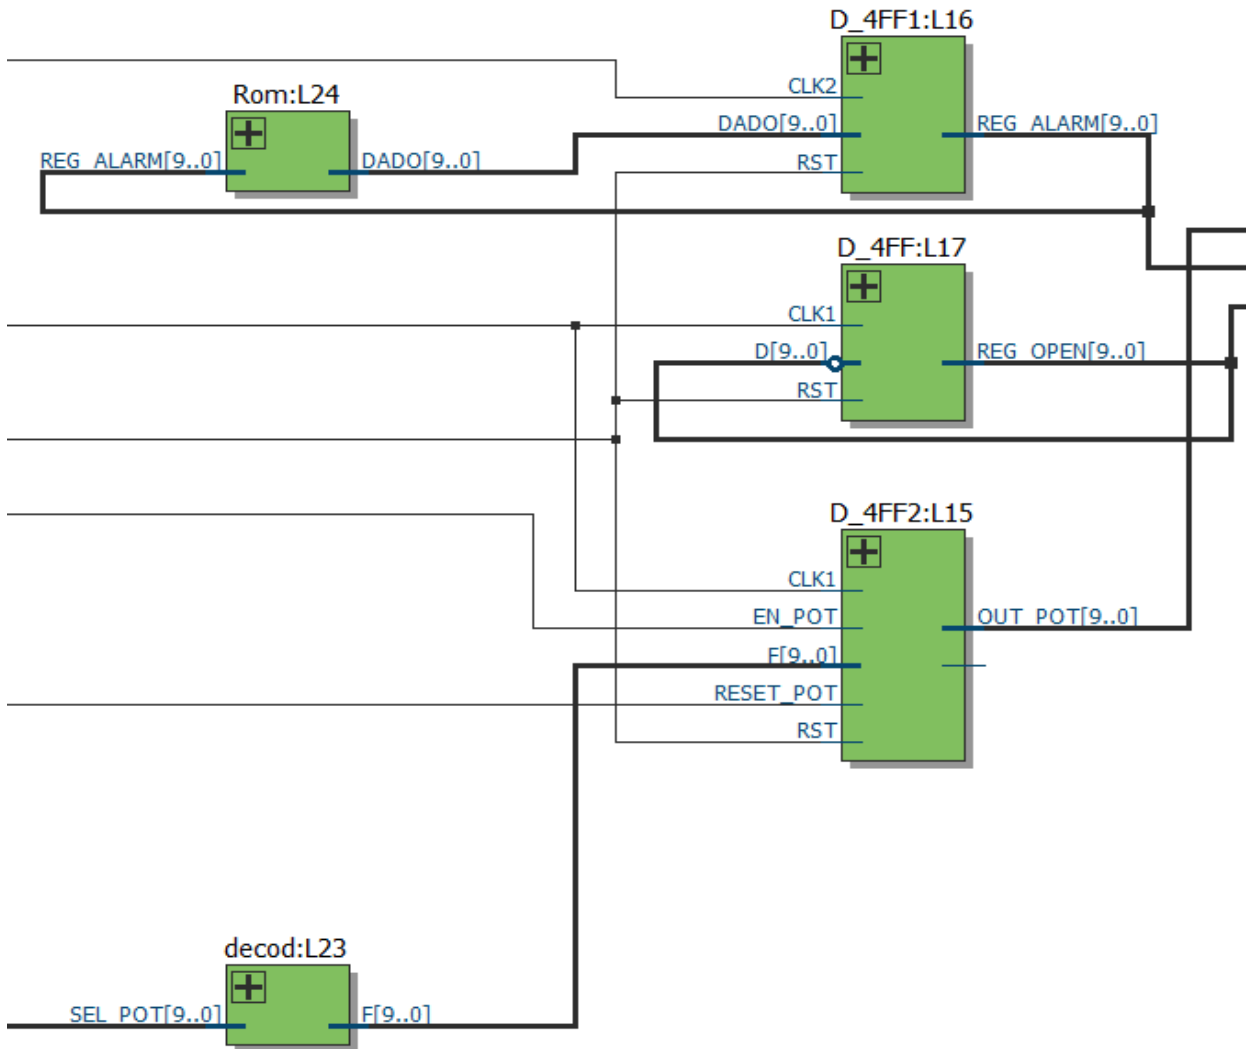 D_4FF1:L16
CLK2
DADO[9..0]
RST
REG_ALARM[9..0]
Rom:L24
REG_ALARM[9..0]
DADO[9..0]
D_4FF:L17
CLK1
D[9..0]
RST
REG_OPEN[9..0]
D_4FF2:L15
CLK1
EN_POT
F[9..0]
RESET_POT
RST
OUT_POT[9..0]
decod:L23
SEL_POT[9..0]
F[9..0]